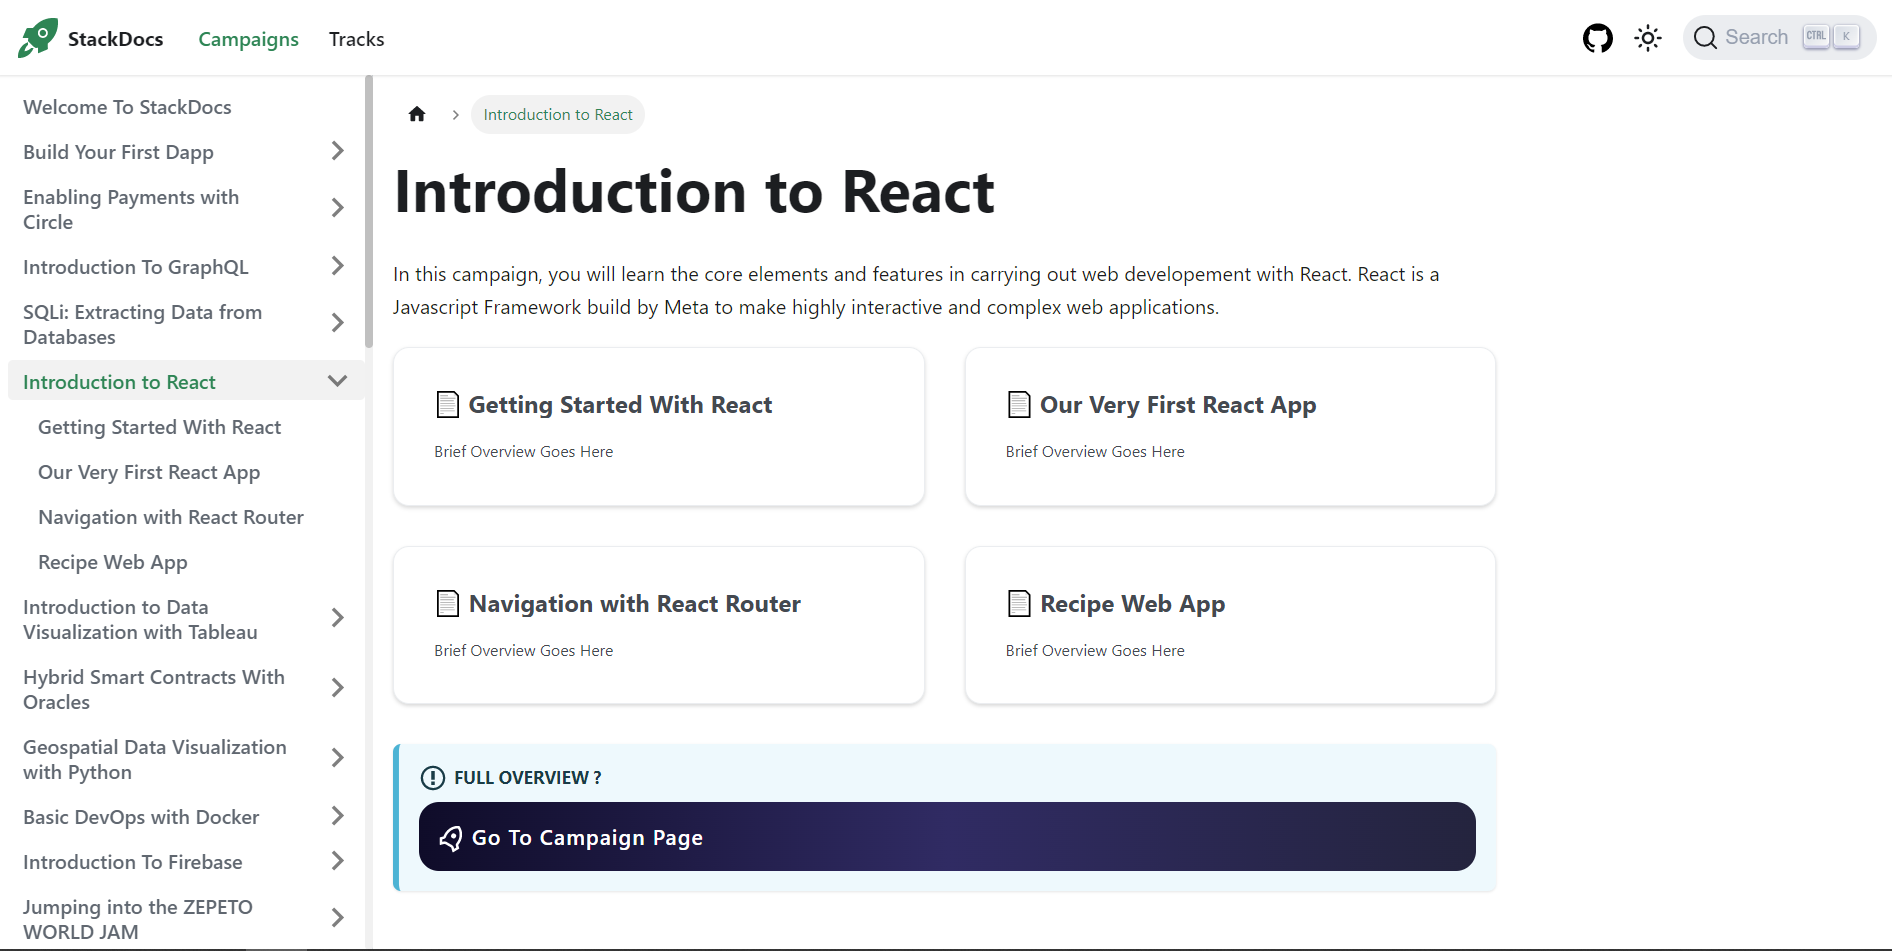 StackDocs
Campaigns
Tracks
Search
CTRL
K
Welcome To StackDocs
Build Your First Dapp
Enabling Payments with
Circle
Introduction To GraphQL
SQLi: Extracting Data from
Databases
Introduction to React
Getting Started With React
Our Very First React App
Navigation with React Router
Recipe Web App
Introduction to Data
Visualization with Tableau
Hybrid Smart Contracts With
Oracles
Geospatial Data Visualization
with Python
Basic DevOps with Docker
Introduction To Firebase
Jumping into the ZEPETO
WORLD JAM
Introduction to React
Introduction to React
In this campaign, you will learn the core elements and features in carrying out web developement with React. React is a
Javascript Framework build by Meta to make highly interactive and complex web applications.
Getting Started With React
Brief Overview Goes Here
Our Very First React App
Brief Overview Goes Here
Navigation with React Router
Brief Overview Goes Here
Recipe Web App
Brief Overview Goes Here
FULL OVERVIEW ?
Go To Campaign Page